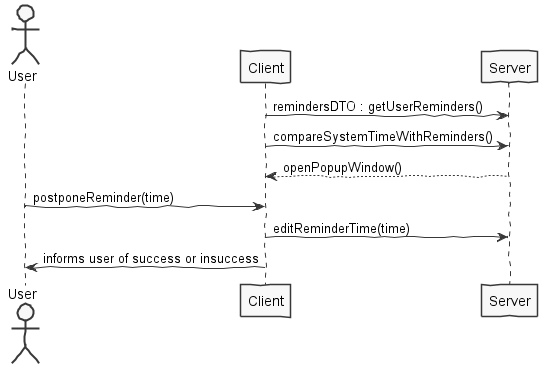 User
Client
Server
remindersDTO : getUserReminders()
compareSystemTimeWithReminders()
openPopupWindow()
postponeReminder(time)
editReminderTime(time)
informs user of success or insuccess
User
Client
Server